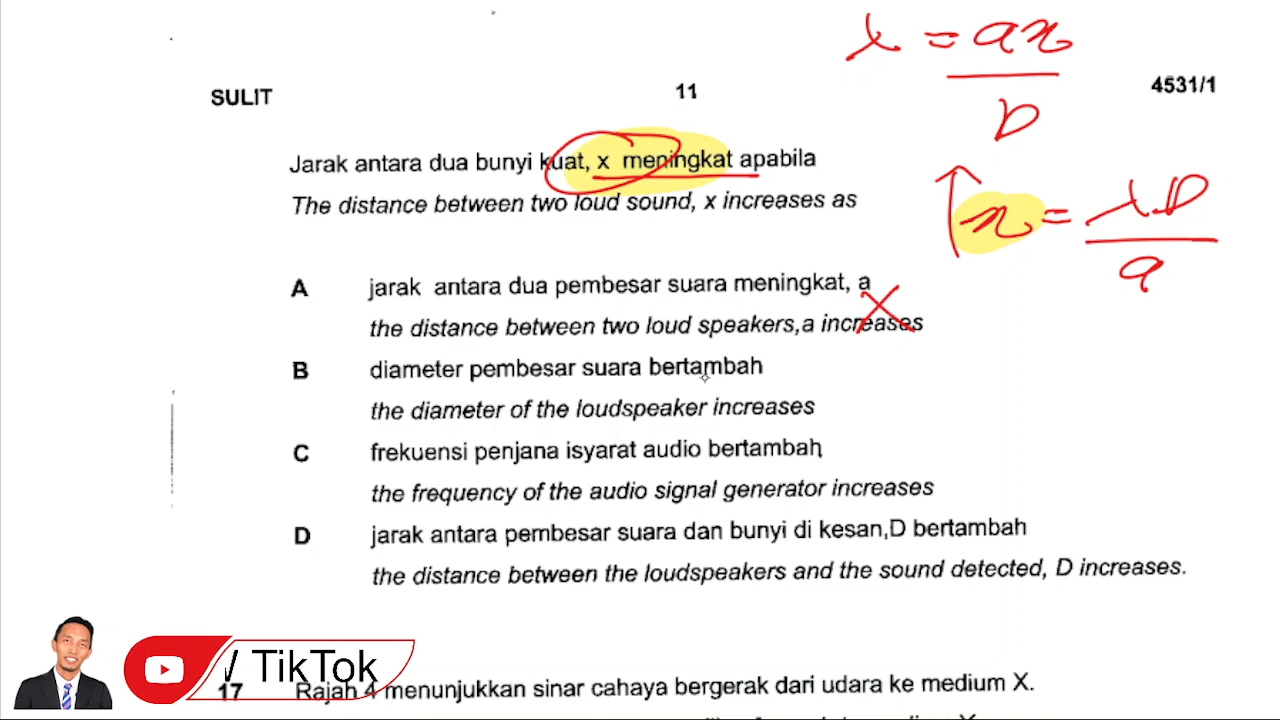 λ = ax
D
SULIT
11
4531/1
Jarak antara dua bunyi kuat, x meningkat apabila
The distance between two loud sound, x increases as
x = λD
a
A jarak antara dua pembesar suara meningkat, a
the distance between two loud speakers,a increases
B diameter pembesar suara bertambah
the diameter of the loudspeaker increases
C frekuensi penjana isyarat audio bertambah
the frequency of the audio signal generator increases
D jarak antara pembesar suara dan bunyi di kesan,D bertambah
the distance between the loudspeakers and the sound detected, D increases.
TikTok
17 Rajah 4 menunjukkan sinar cahaya bergerak dari udara ke medium X.